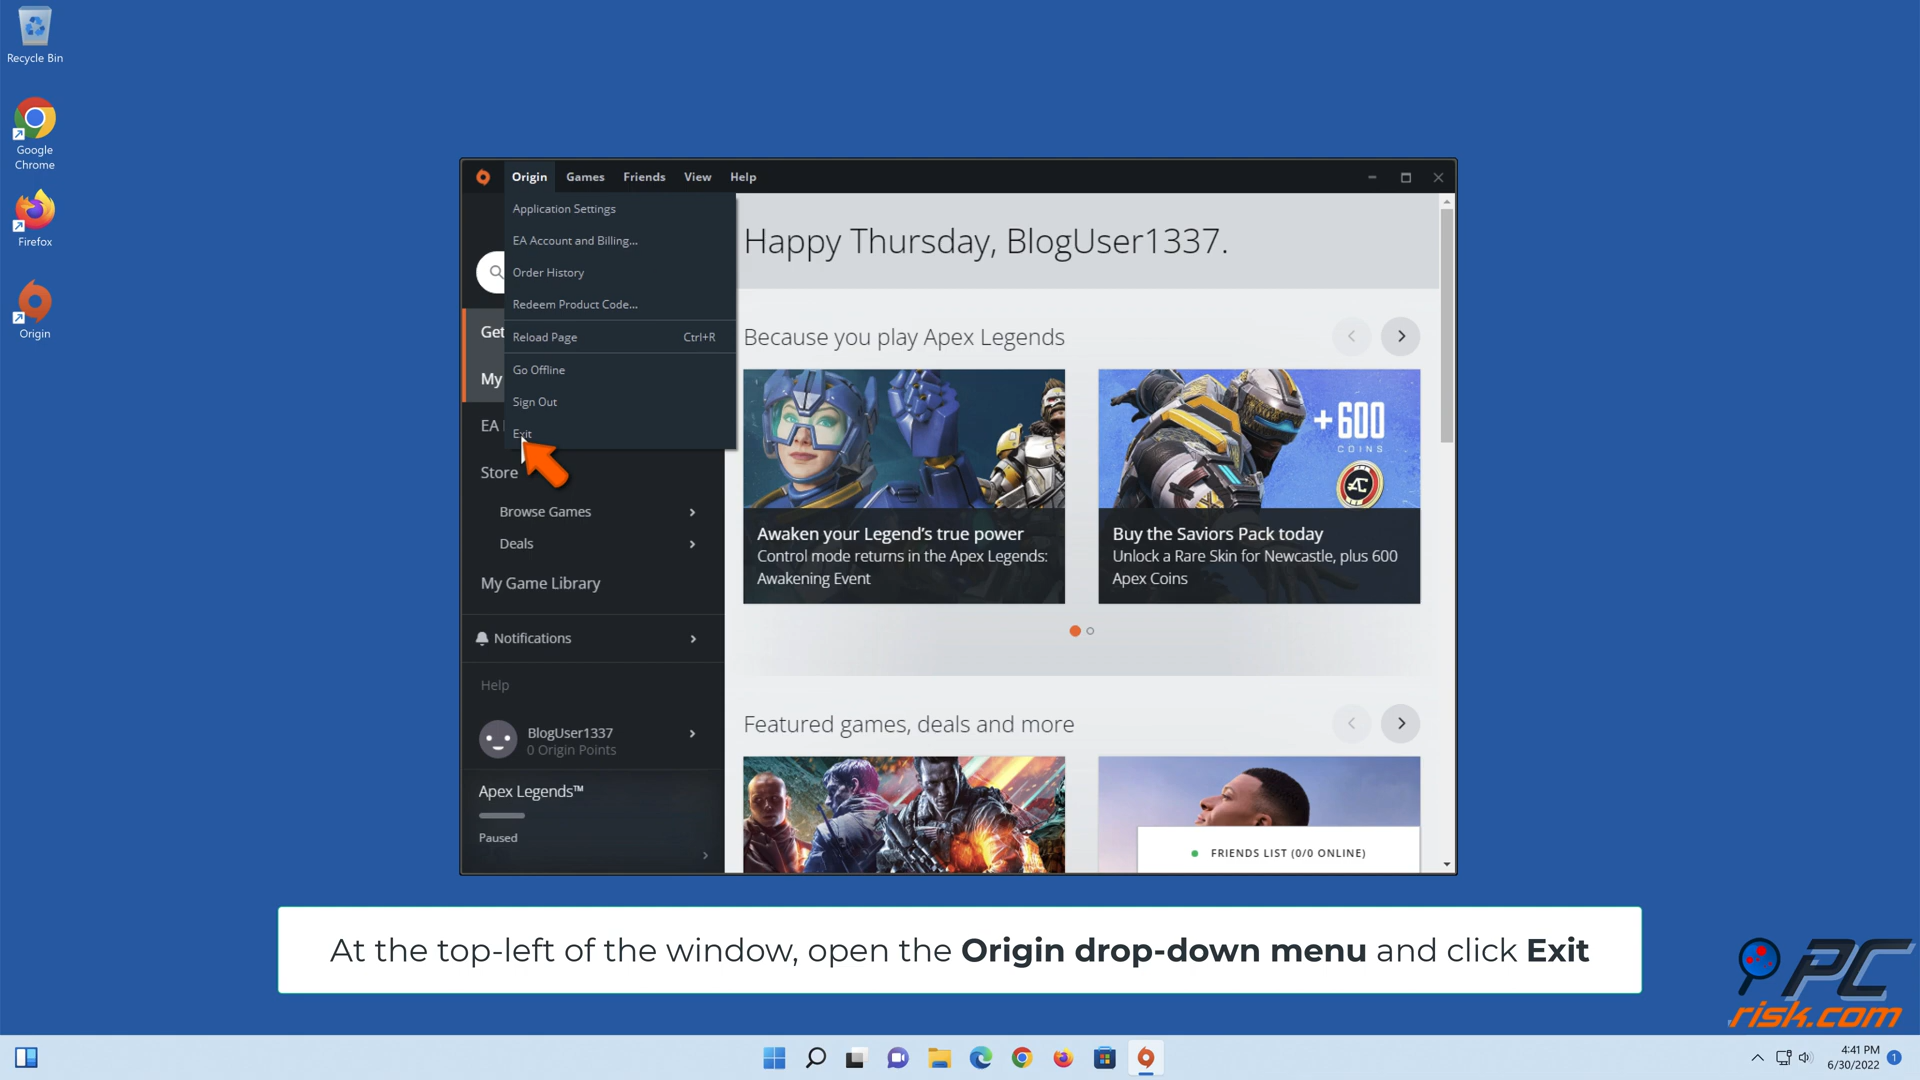 Recycle Bin
Google
Chrome
Firefox
Origin
Origin Games Friends View Help
Application Settings
EA Account and Billing...
Order History
Redeem Product Code...
Reload Page Ctrl+R
Go Offline
Sign Out
Exit
Get
My
EA
Store
Browse Games
Deals
My Game Library
Notifications
Help
BlogUser1337
0 Origin Points
Apex Legends™
Paused
Happy Thursday, BlogUser1337.
Because you play Apex Legends
+600
COINS
Awaken your Legend's true power
Control mode returns in the Apex Legends:
Awakening Event
Buy the Saviors Pack today
Unlock a Rare Skin for Newcastle, plus 600
Apex Coins
Featured games, deals and more
FRIENDS LIST (0/0 ONLINE)
At the top-left of the window, open the Origin drop-down menu and click Exit
PC
risk.com
4:41 PM
6/30/2022
1